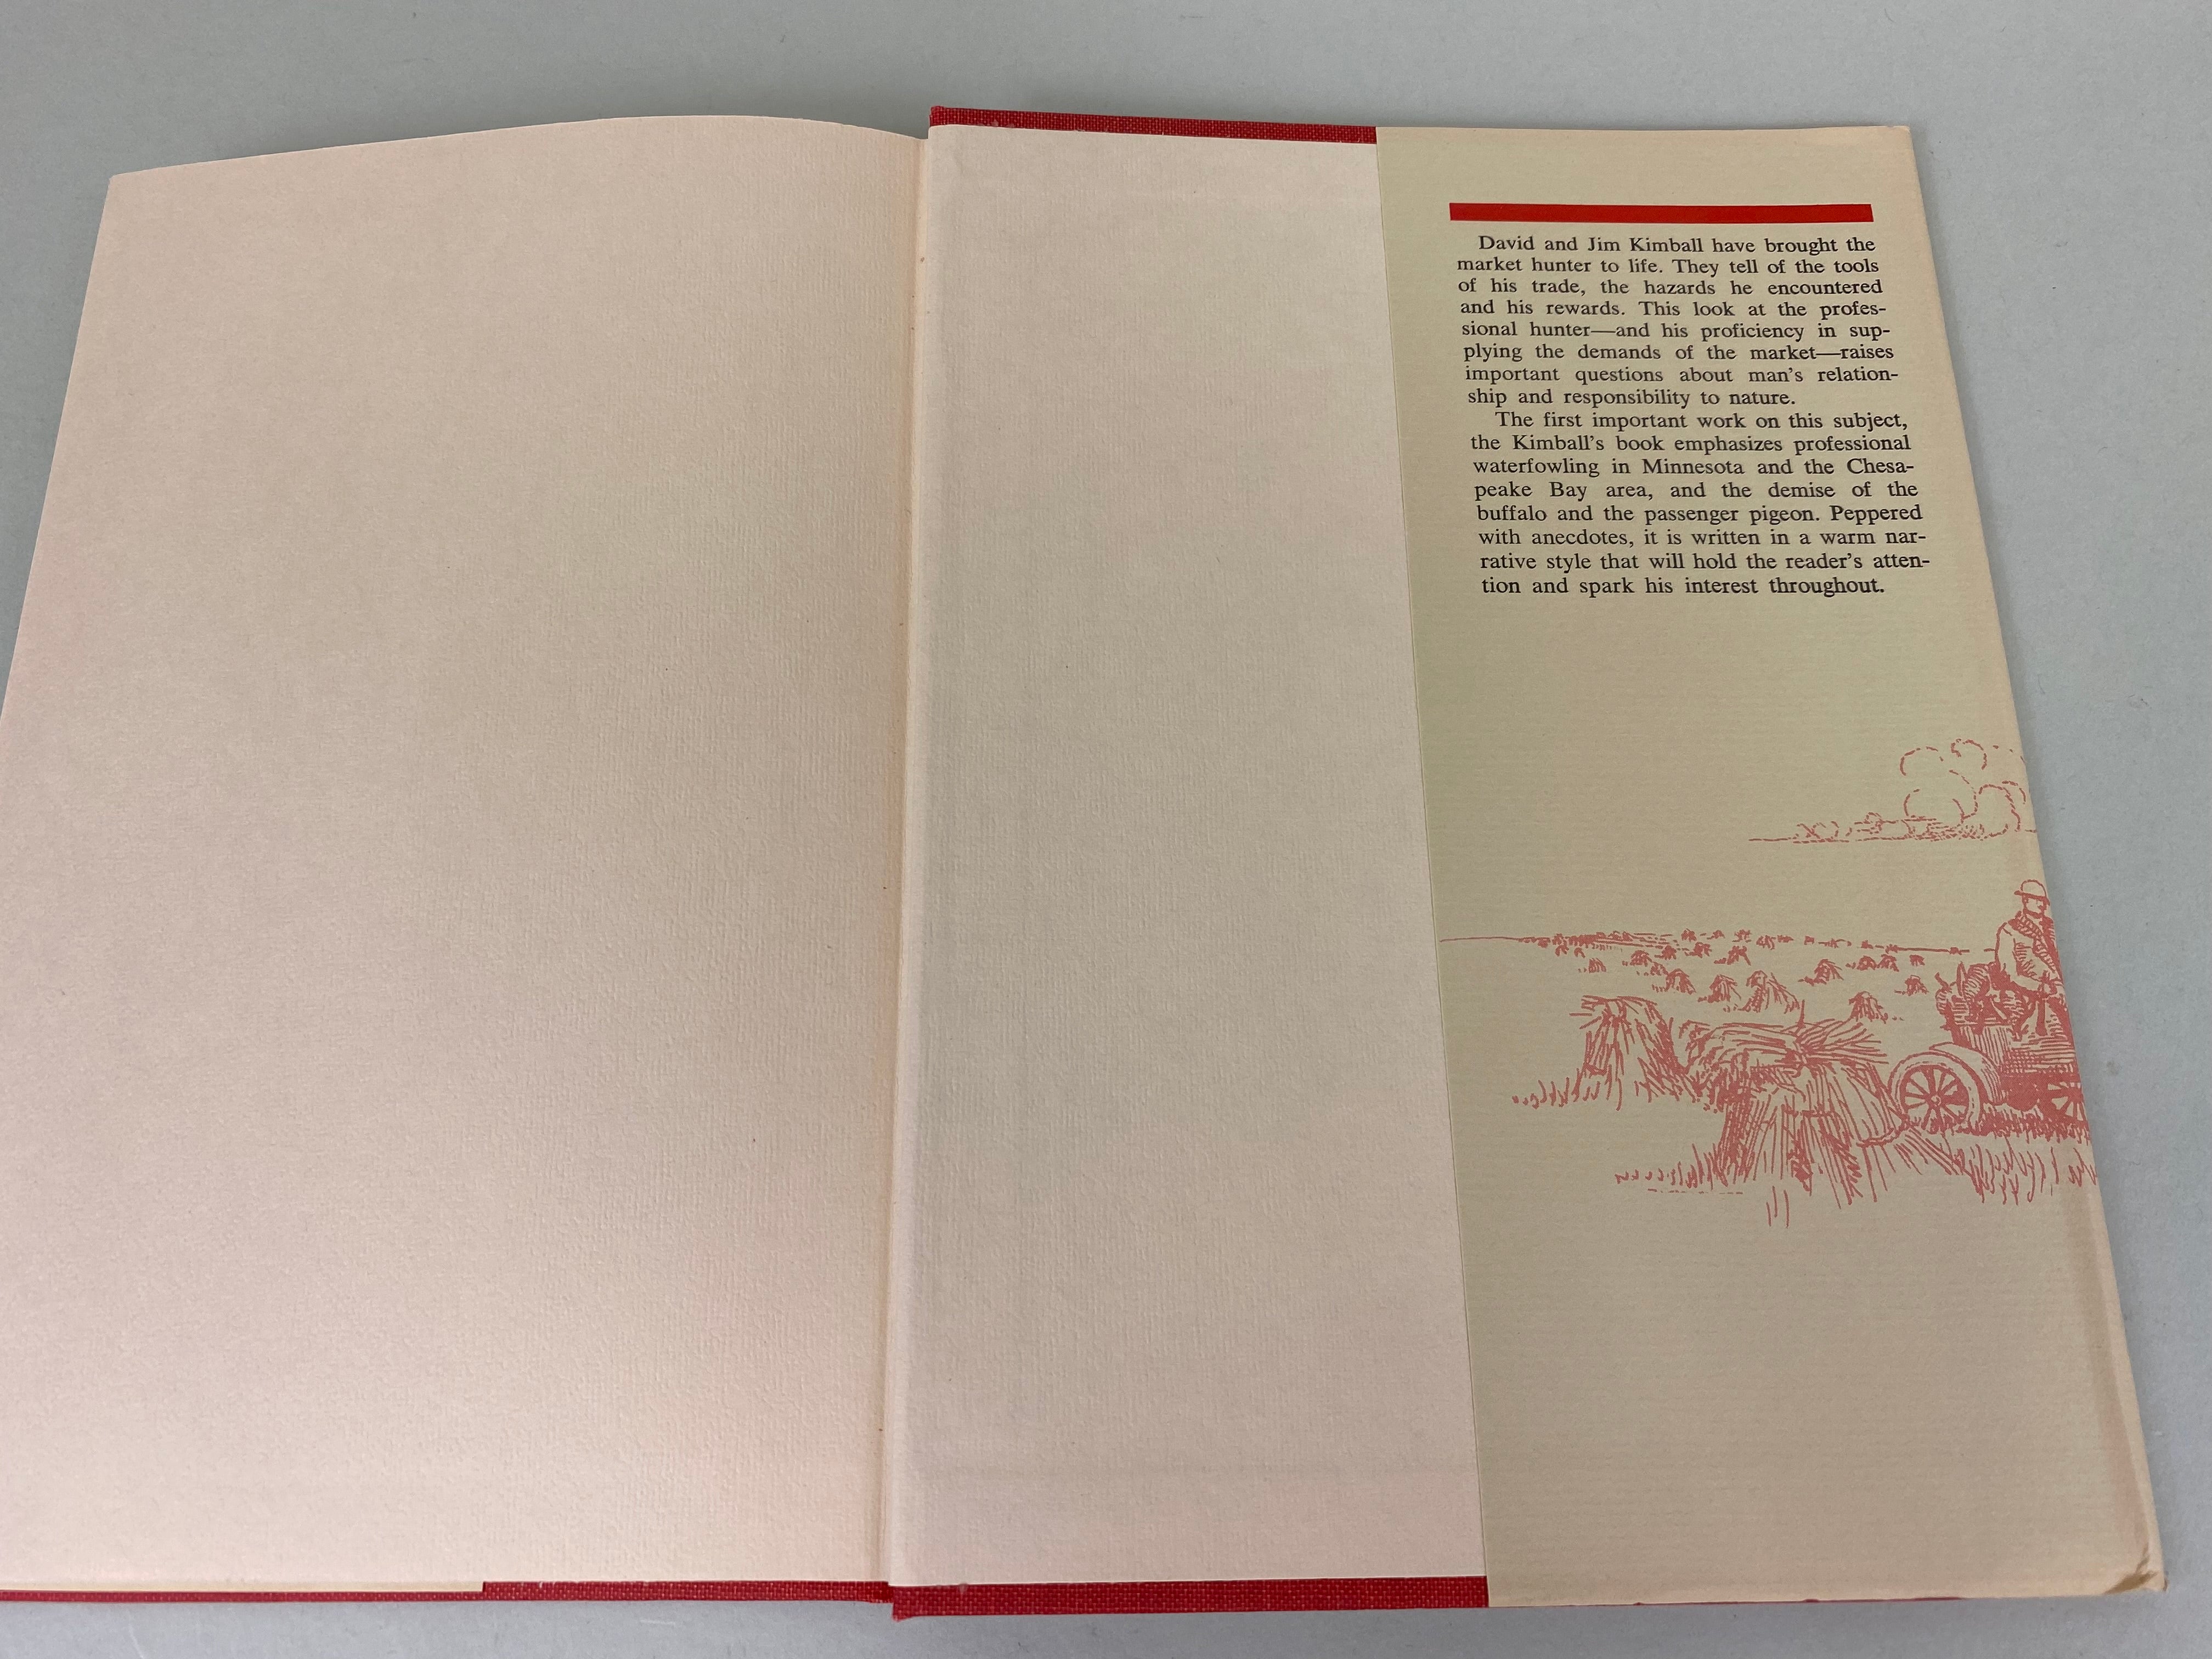 David and Jim Kimball have brought the
market hunter to life. They tell of the tools
of his trade, the hazards he encountered
and his rewards. This look at the profes-
sional hunter—and his proficiency in sup-
plying the demands of the market—raises
important questions about man's relation-
ship and responsibility to nature.
The first important work on this subject,
the Kimball's book emphasizes professional
waterfowling in Minnesota and the Chesa-
peake Bay area, and the demise of the
buffalo and the passenger pigeon. Peppered
with anecdotes, it is written in a warm nar-
rative style that will hold the reader's atten-
tion and spark his interest throughout.